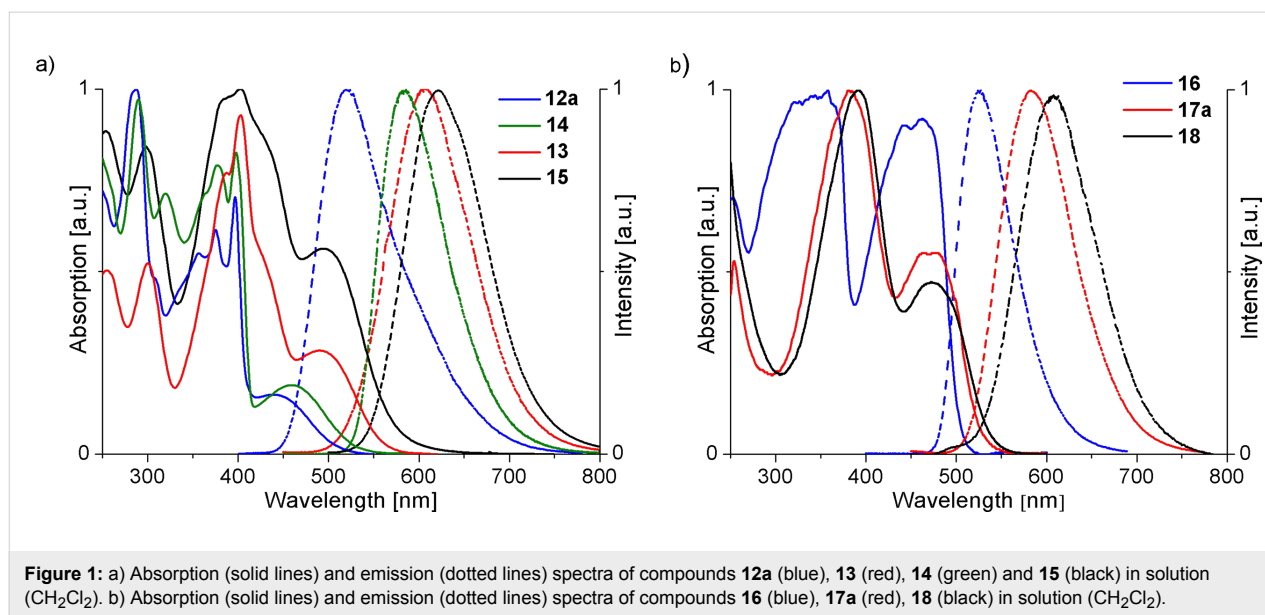 a)
1
Absorption [a.u.]
0
300 400 500 600 700 800
Wavelength [nm]
1
Intensity [a.u.]
0
12a
14
13
15
b)
1
Absorption [a.u.]
0
300 400 500 600 700 800
Wavelength [nm]
1
Intensity [a.u.]
0
16
17a
18
Figure 1: a) Absorption (solid lines) and emission (dotted lines) spectra of compounds 12a (blue), 13 (red), 14 (green) and 15 (black) in solution
(CH₂Cl₂). b) Absorption (solid lines) and emission (dotted lines) spectra of compounds 16 (blue), 17a (red), 18 (black) in solution (CH₂Cl₂).